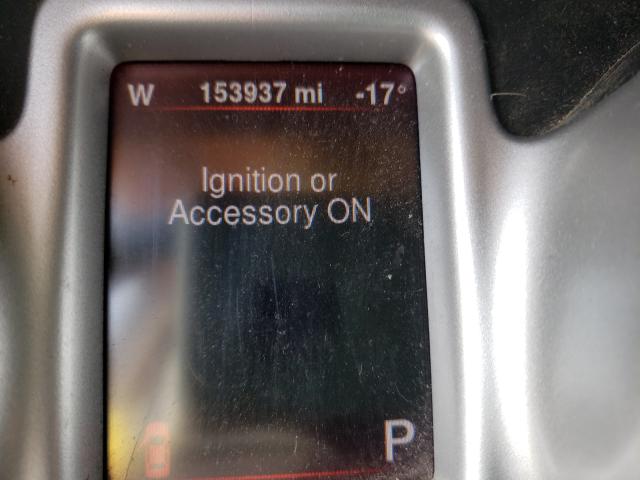 W 153937 mi -17°
Ignition or
Accessory ON
P